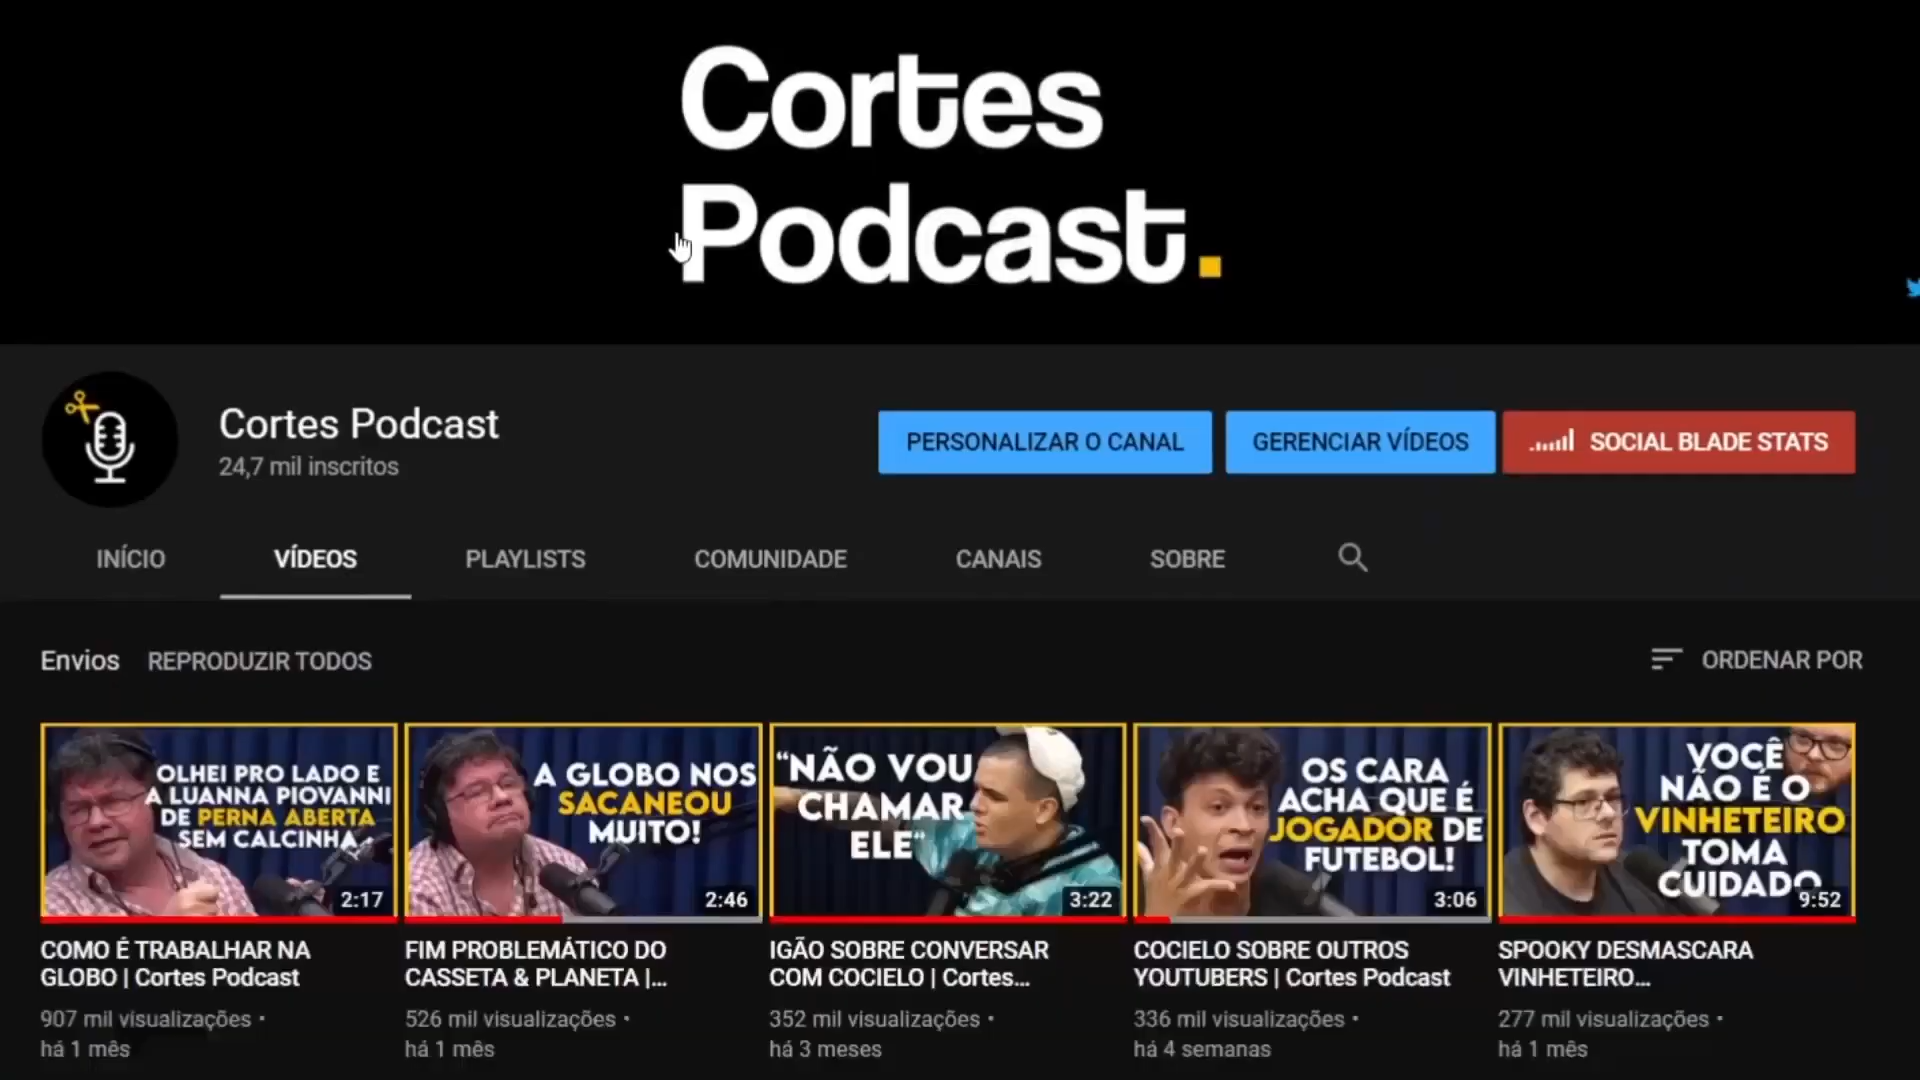 Cortes
Podcast.
Cortes Podcast
24,7 mil inscritos
PERSONALIZAR O CANAL
GERENCIAR VÍDEOS
SOCIAL BLADE STATS
INÍCIO
VÍDEOS
PLAYLISTS
COMUNIDADE
CANAIS
SOBRE
Envios
REPRODUZIR TODOS
ORDENAR POR
OLHEI PRO LADO E
A LUANNA PIOVANNI
DE PERNA ABERTA
SEM CALCINHA
2:17
A GLOBO NOS
SACANEOU
MUITO!
2:46
“NÃO VOU
CHAMAR
ELE“
3:22
OS CARA
ACHA QUE É
JOGADOR DE
FUTEBOL!
3:06
VOCÊ
NÃO É O
VINHETEIRO
TOMA
CUIDADO
9:52
COMO É TRABALHAR NA
GLOBO | Cortes Podcast
907 mil visualizações •
há 1 mês
FIM PROBLEMÁTICO DO
CASSETA & PLANETA |...
526 mil visualizações •
há 1 mês
IGÃO SOBRE CONVERSAR
COM COCIELO | Cortes...
352 mil visualizações •
há 3 meses
COCIELO SOBRE OUTROS
YOUTUBERS | Cortes Podcast
336 mil visualizações •
há 4 semanas
SPOOKY DESMASCARA
VINHETEIRO...
277 mil visualizações •
há 1 mês